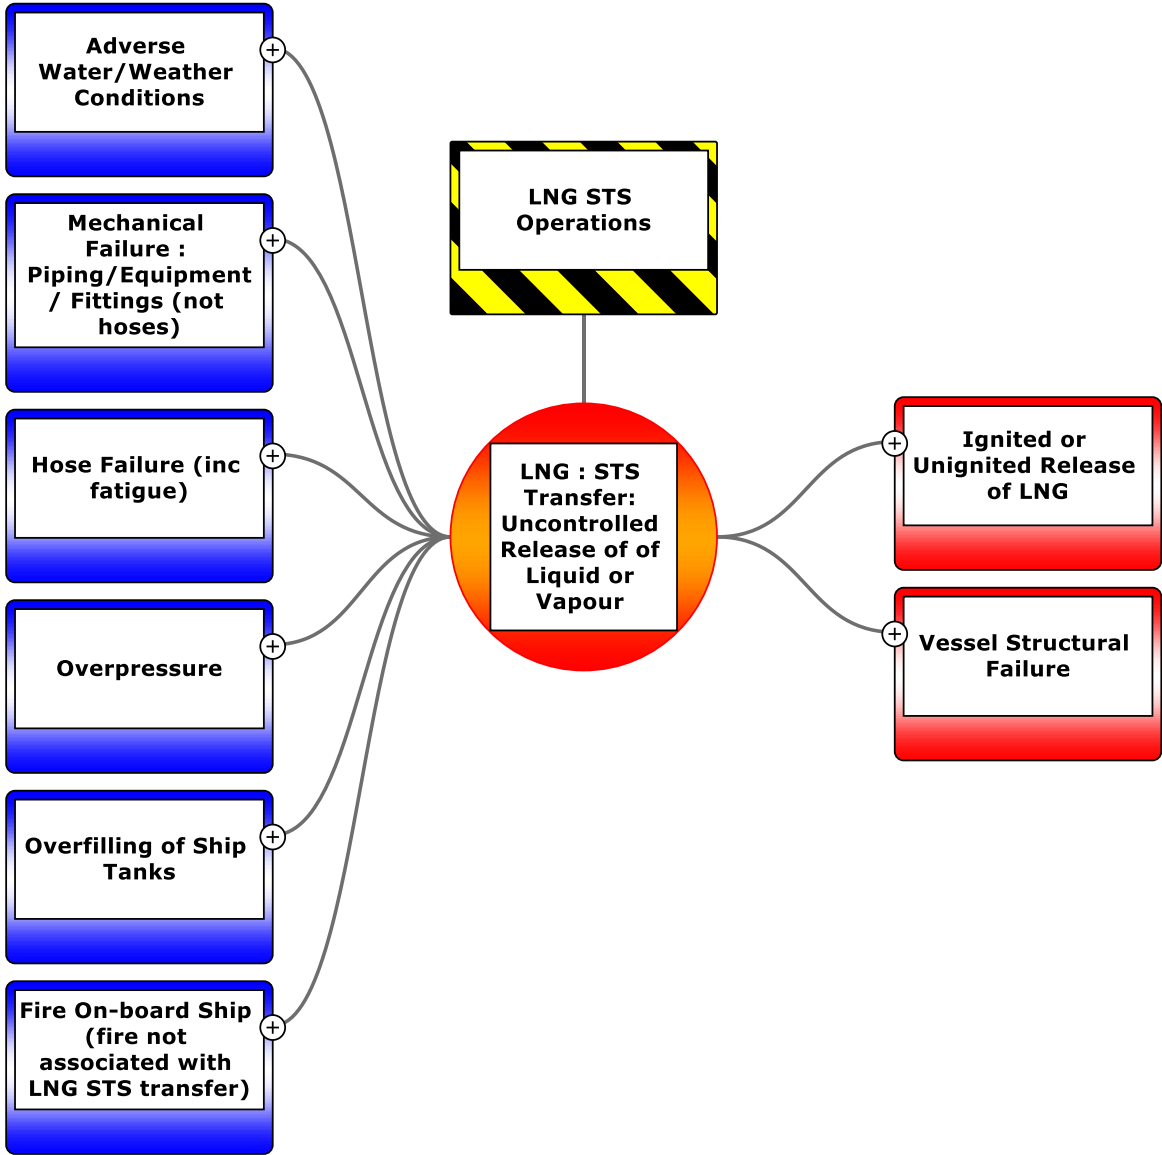 Adverse
Water/Weather
Conditions
Mechanical
Failure :
Piping/Equipment
/ Fittings (not
hoses)
Hose Failure (inc
fatigue)
Overpressure
Overfilling of Ship
Tanks
Fire On-board Ship
(fire not
associated with
LNG STS transfer)
LNG STS
Operations
LNG : STS
Transfer:
Uncontrolled
Release of of
Liquid or
Vapour
Ignited or
Unignited Release
of LNG
Vessel Structural
Failure